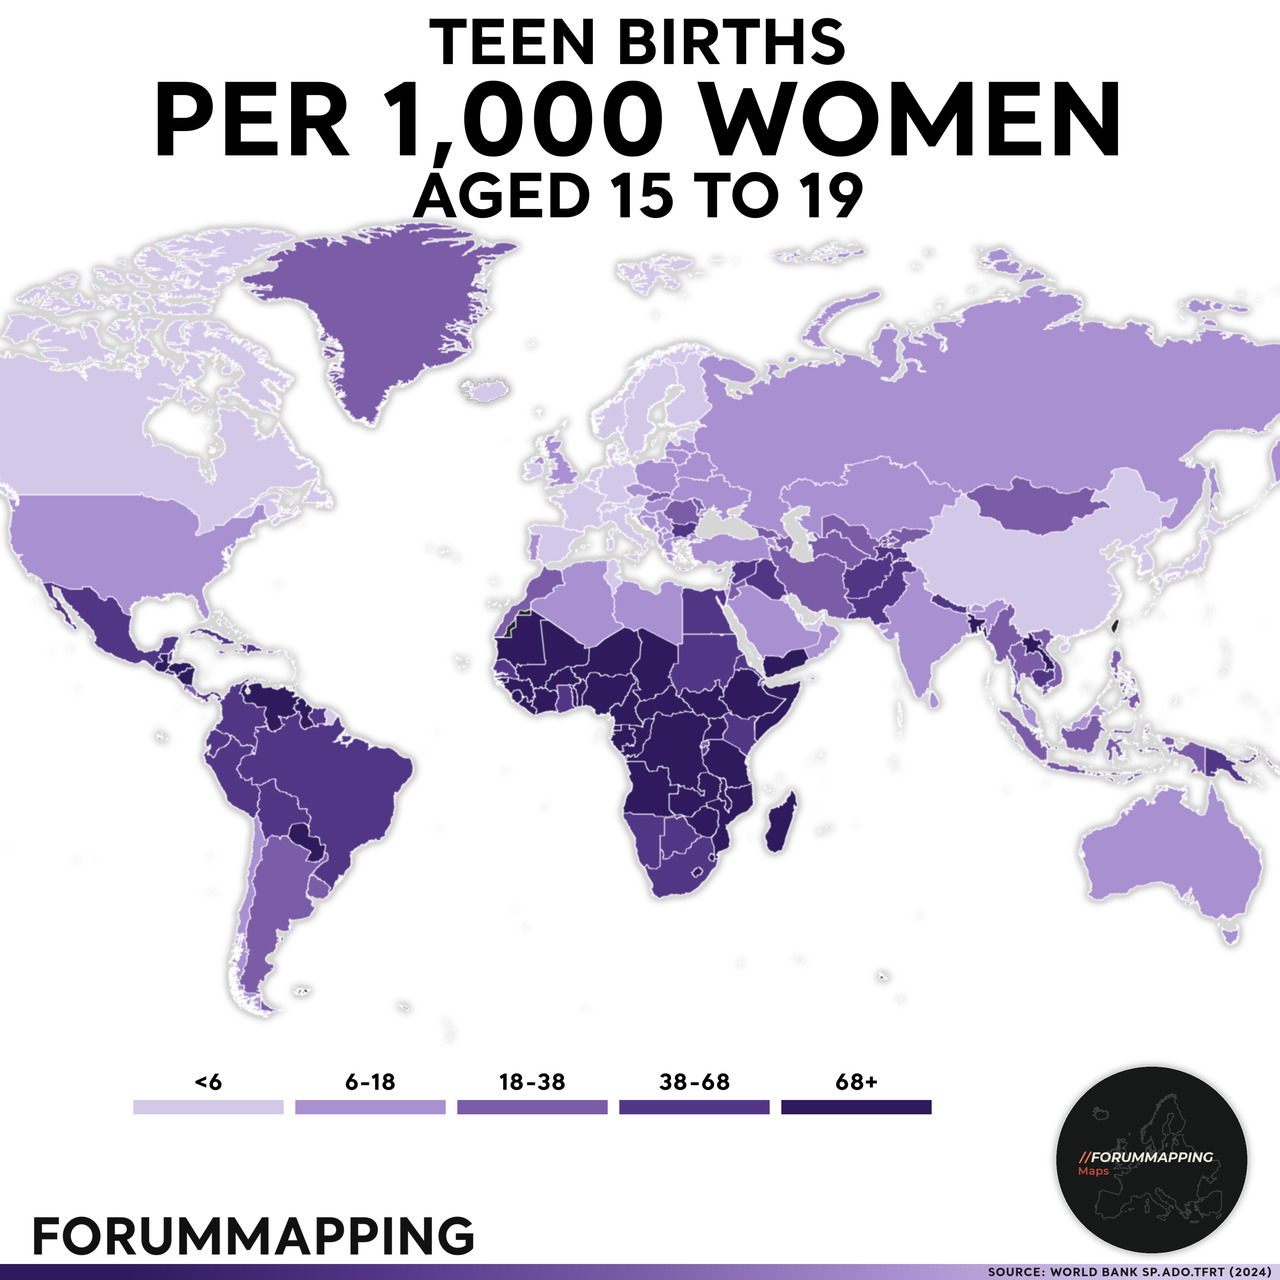 TEEN BIRTHS
PER 1,000 WOMEN
AGED 15 TO 19
<6 6-18 18-38 38-68 68+
//FORUMMAPPING
Maps
FORUMMAPPING
SOURCE: WORLD BANK SP.ADO.TFRT (2024)